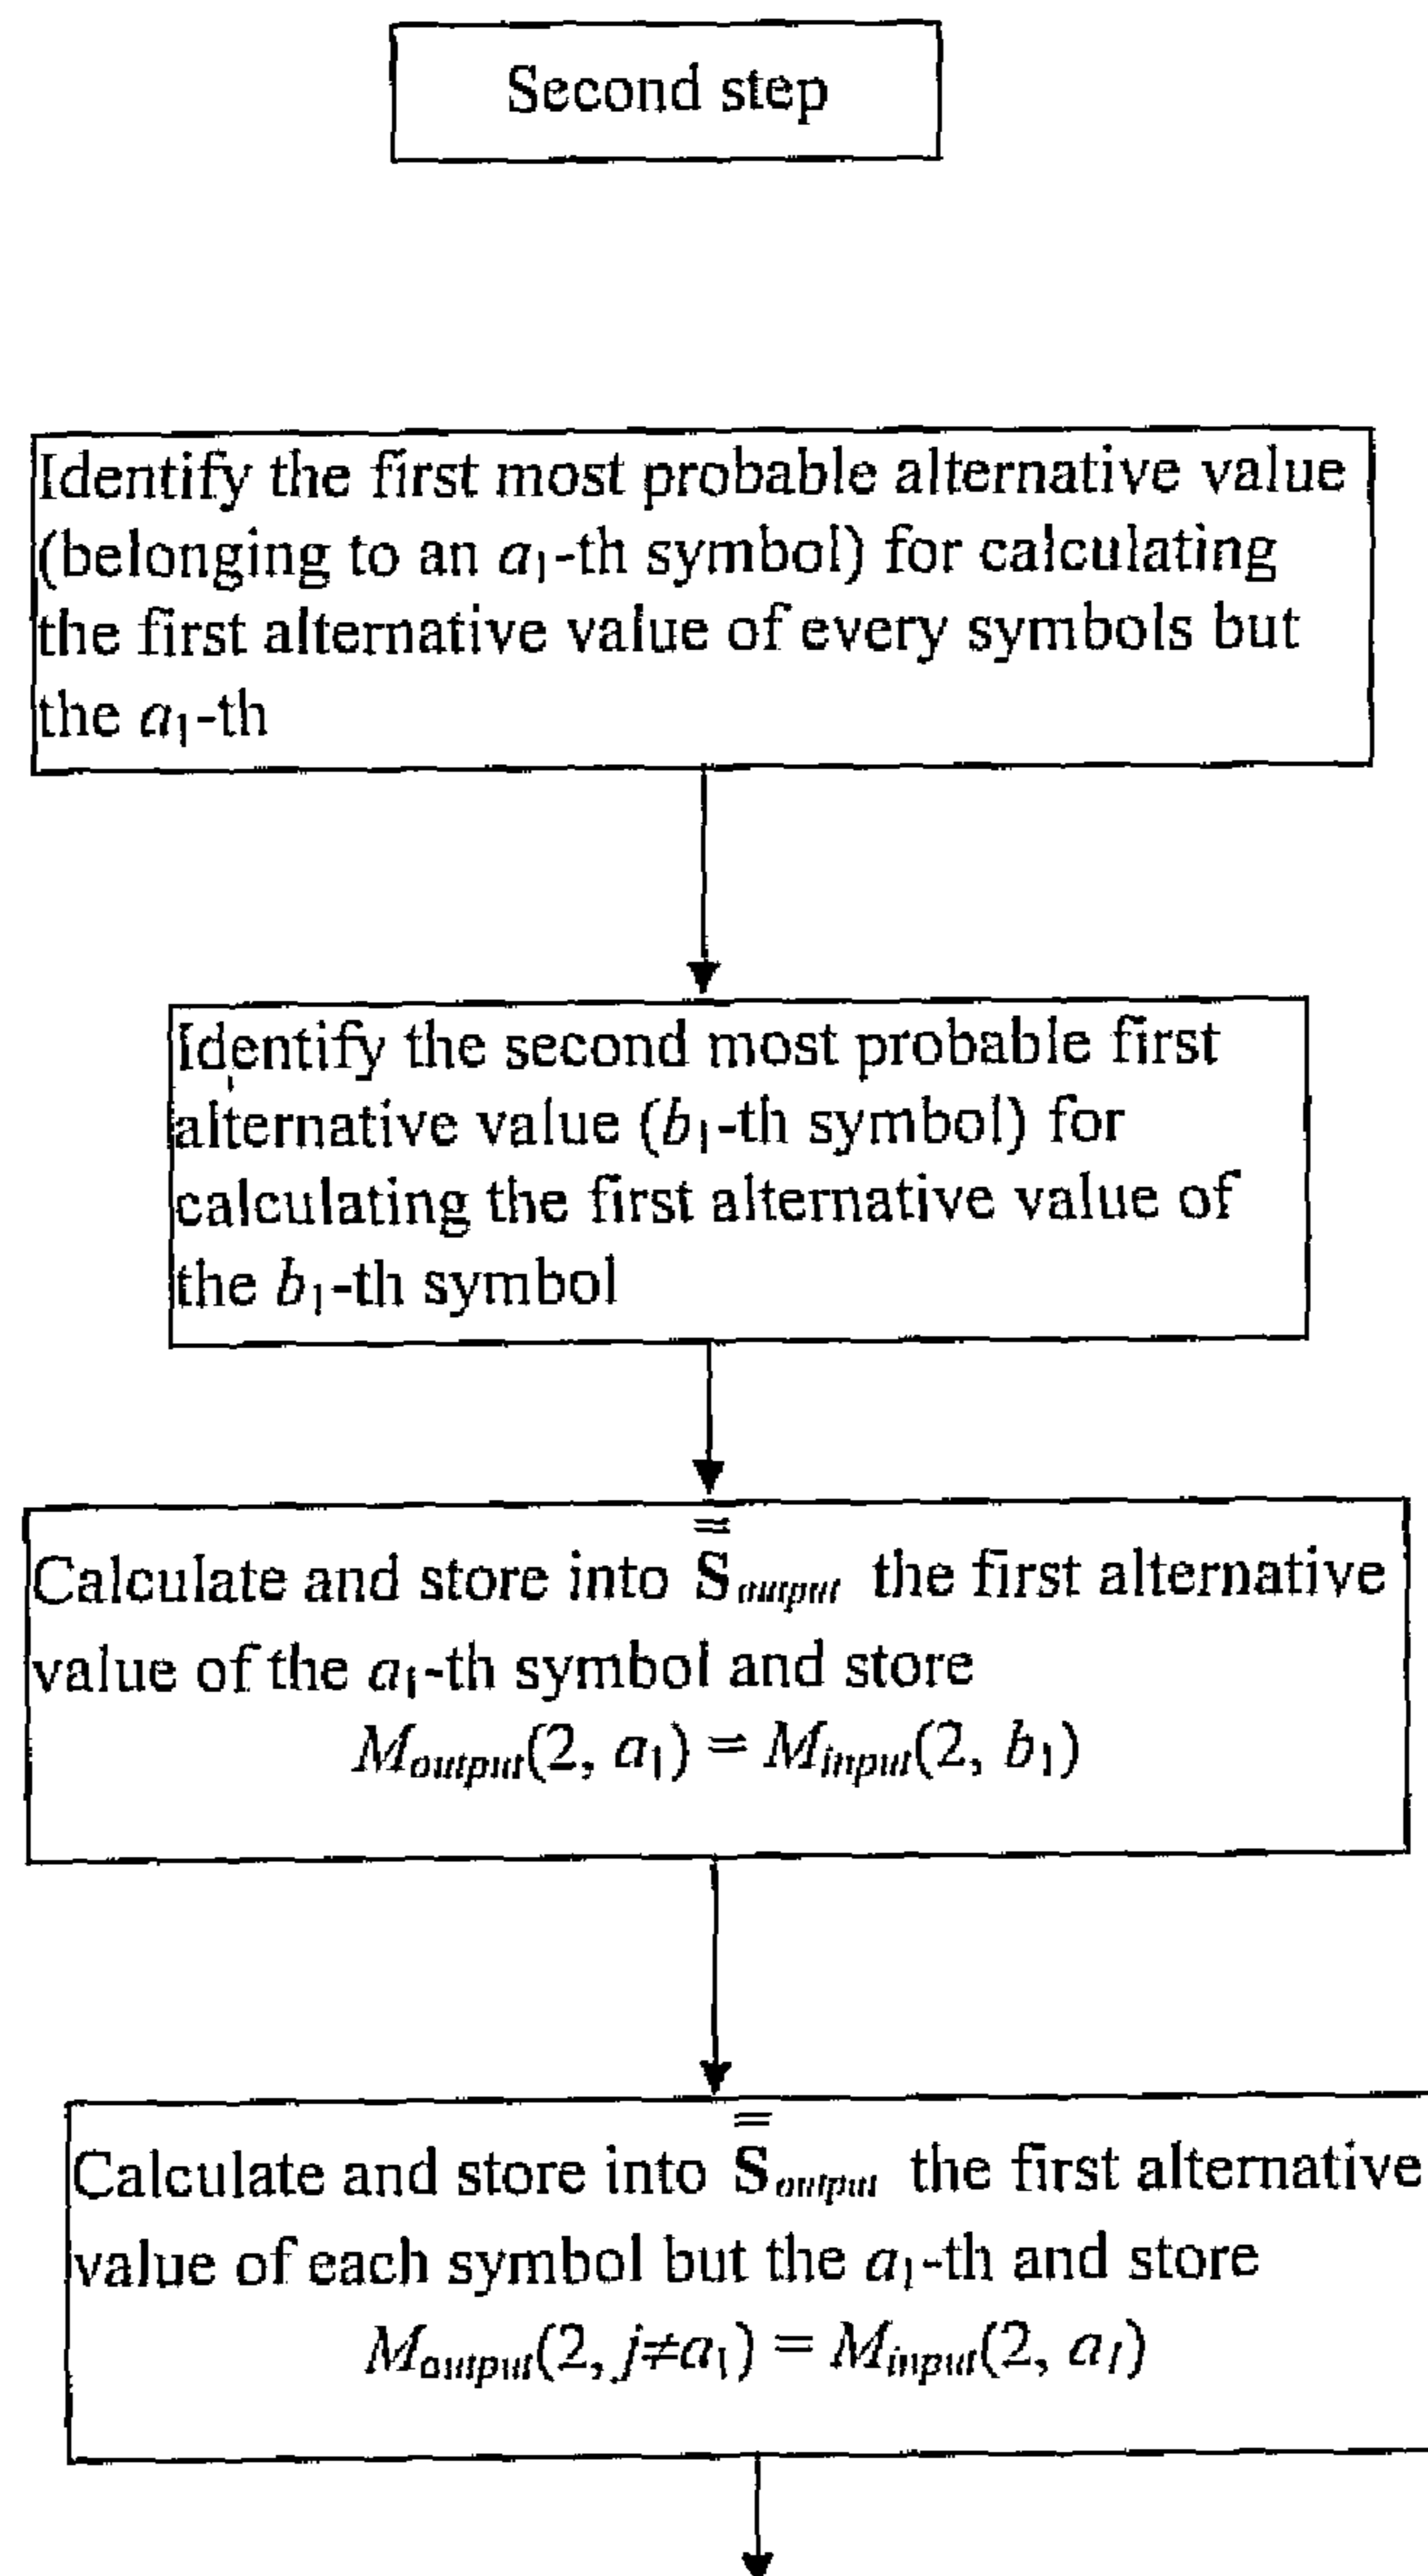 Second step
Identify the first most probable alternative value
(belonging to an a₁-th symbol) for calculating
the first alternative value of every symbols but
the a₁-th
Identify the second most probable first
alternative value (b₁-th symbol) for
calculating the first alternative value of
the b₁-th symbol
Calculate and store into S̿output the first alternative
value of the a₁-th symbol and store
Moutput(2, a₁) = Minput(2, b₁)
Calculate and store into S̿output the first alternative
value of each symbol but the a₁-th and store
Moutput(2, j≠a₁) = Minput(2, a₁)